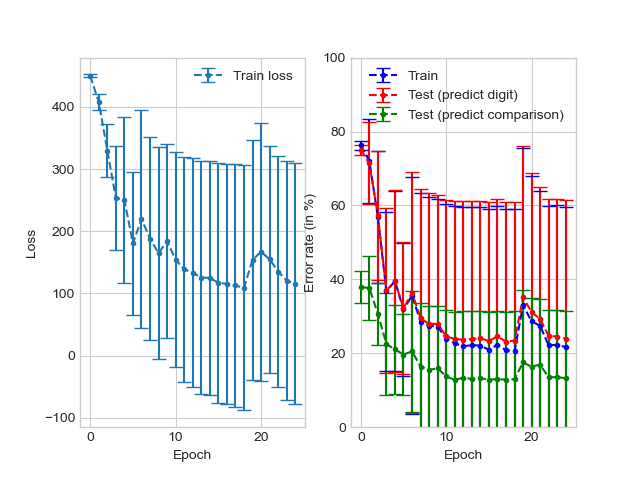 Train loss
400
300
200
100
0
−100
0
10
20
Loss
Epoch
Train
Test (predict digit)
Test (predict comparison)
100
80
60
40
20
0
0
10
20
Error rate (in %)
Epoch